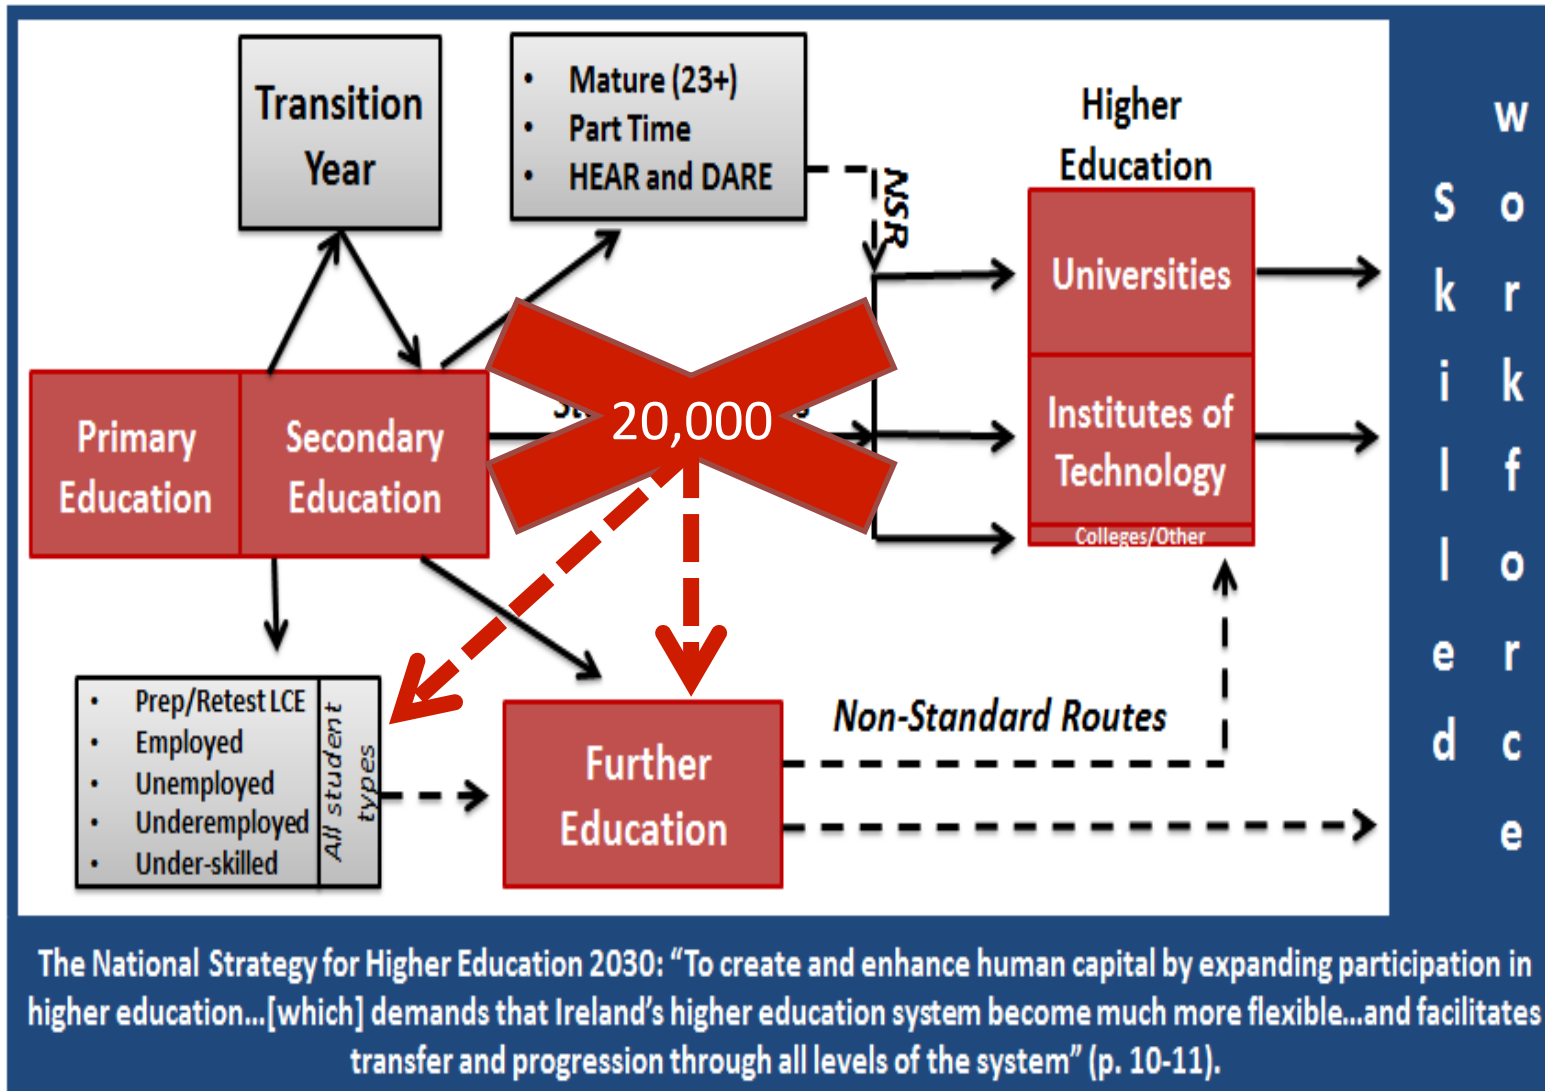 Transition
Year
• Mature (23+)
• Part Time
• HEAR and DARE
NSR
Higher
Education
Universities
Institutes of
Technology
Colleges/Other
Primary
Education
Secondary
Education
20,000
• Prep/Retest LCE
• Employed
• Unemployed
• Underemployed
• Under-skilled
All student
types
Further
Education
Non-Standard Routes
Skilled
workforce
The National Strategy for Higher Education 2030: “To create and enhance human capital by expanding participation in
higher education…[which] demands that Ireland’s higher education system become much more flexible…and facilitates
transfer and progression through all levels of the system” (p. 10-11).